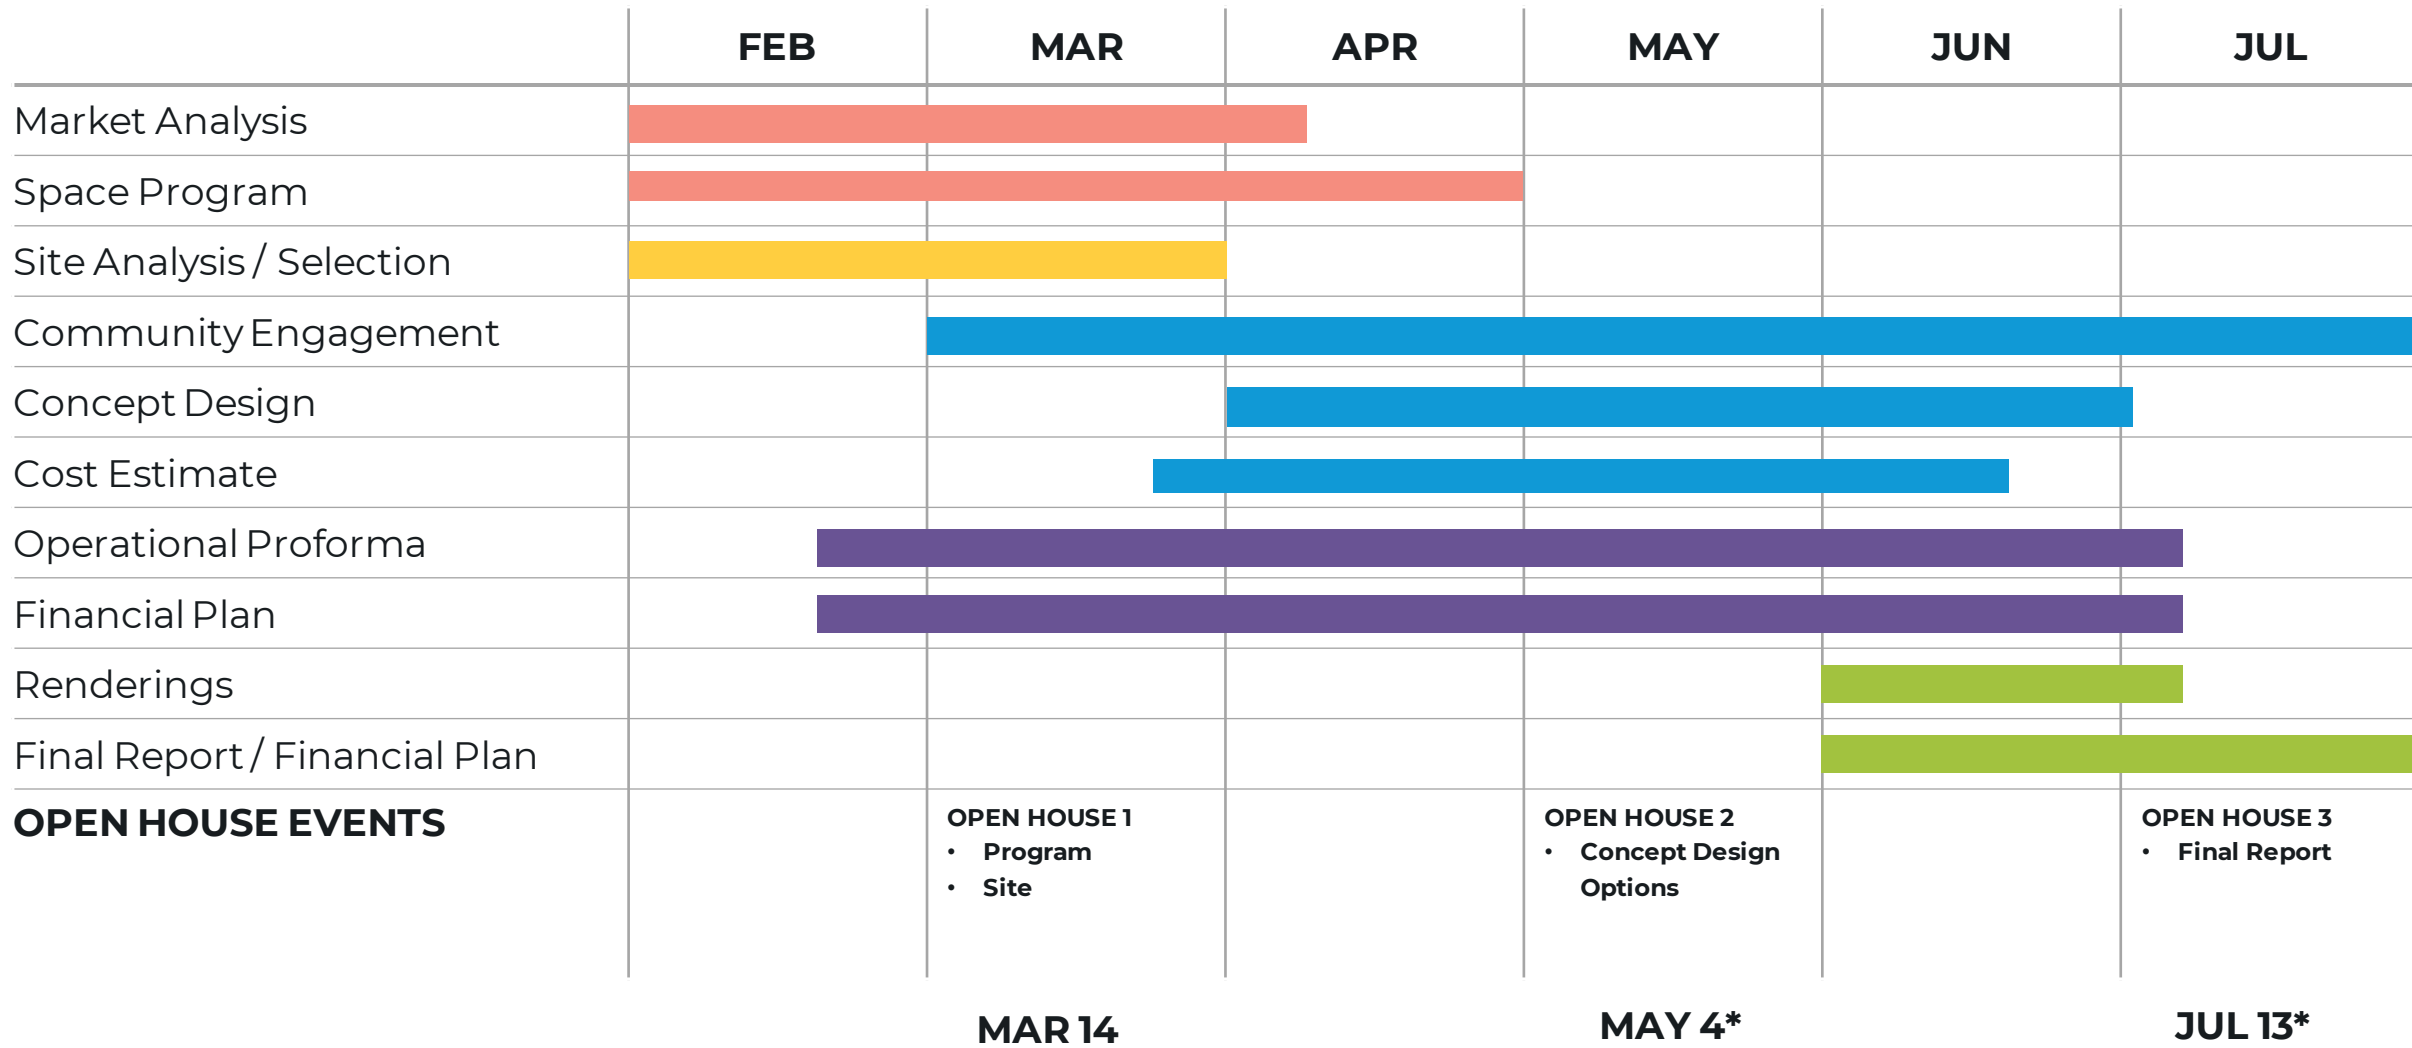 FEB MAR APR MAY JUN JUL
Market Analysis
Space Program
Site Analysis / Selection
Community Engagement
Concept Design
Cost Estimate
Operational Proforma
Financial Plan
Renderings
Final Report / Financial Plan
OPEN HOUSE EVENTS
OPEN HOUSE 1
• Program
• Site
OPEN HOUSE 2
• Concept Design
Options
OPEN HOUSE 3
• Final Report
MAR 14
MAY 4*
JUL 13*